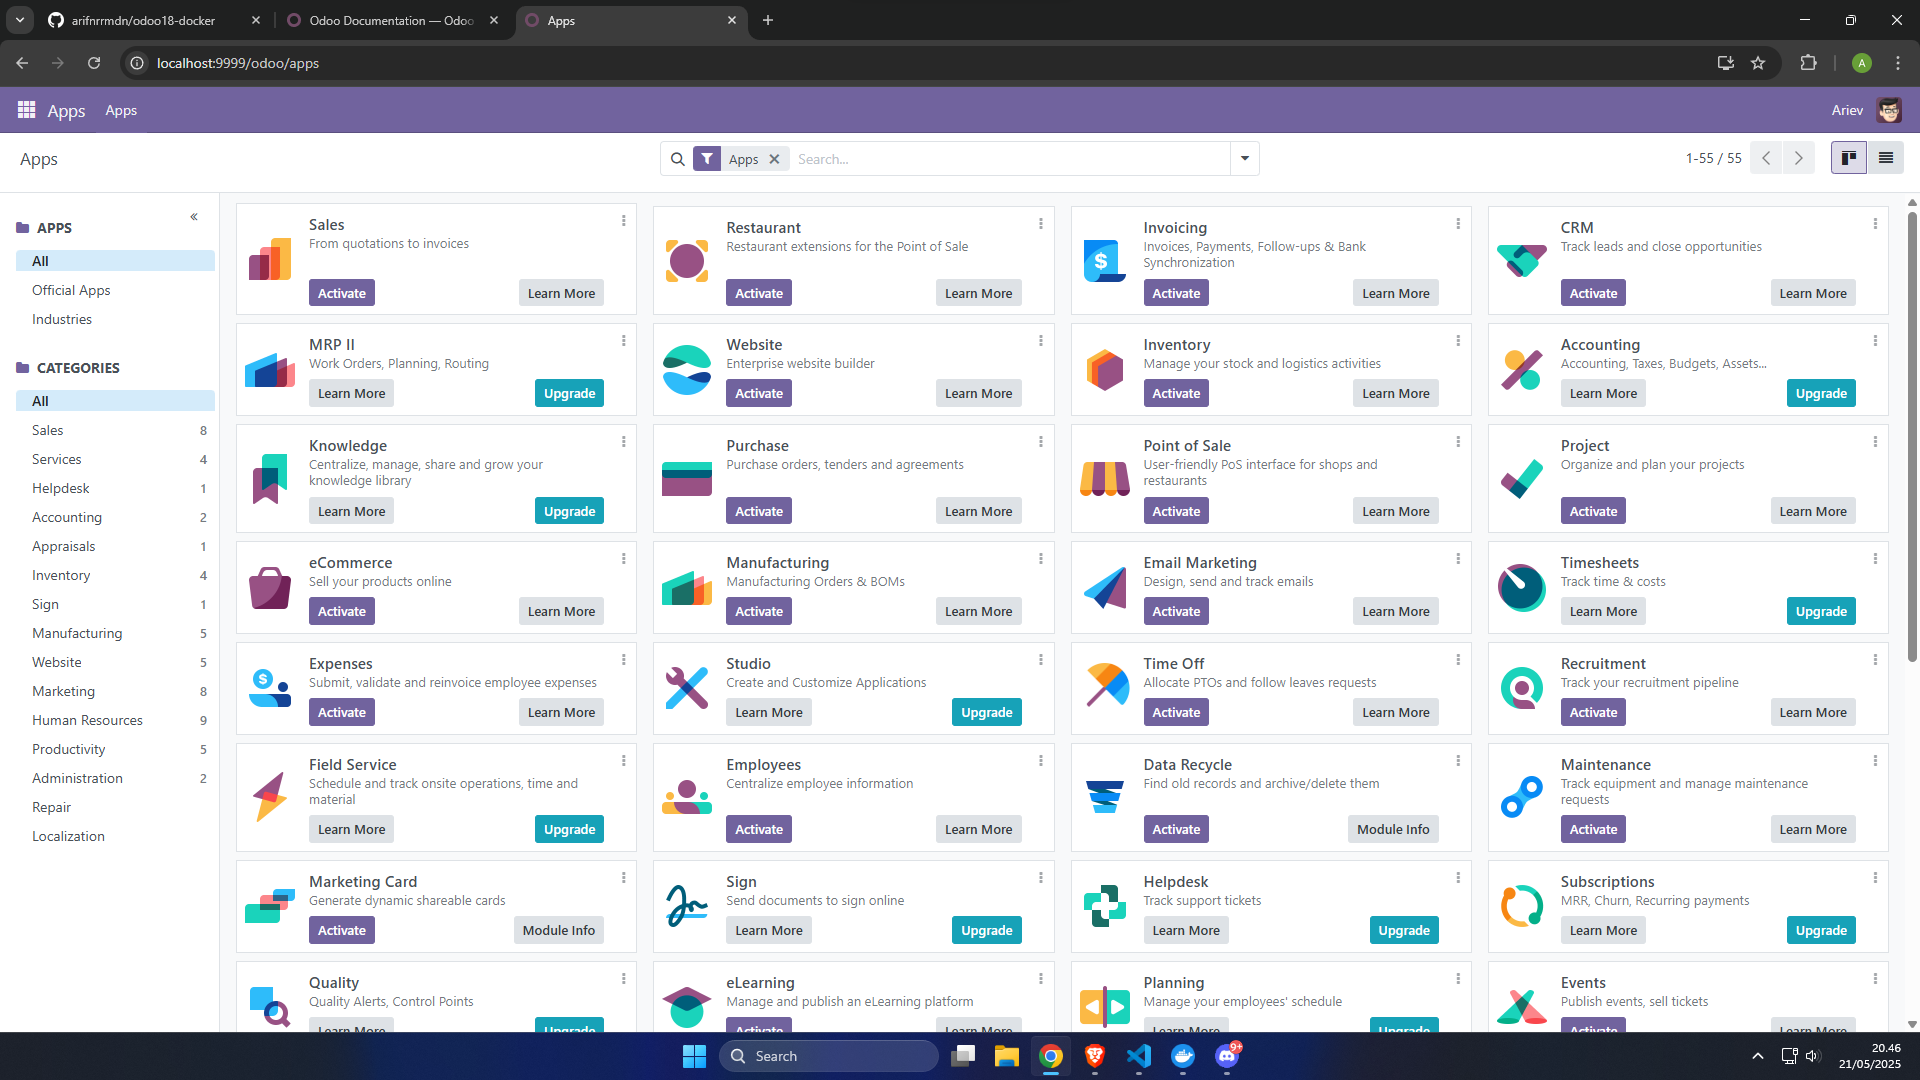 arifnrrmdn/odoo18-docker
Odoo Documentation — Odoo
Apps
localhost:9999/odoo/apps
A
Apps
Apps
Ariev
Apps
Apps
Search...
1-55 / 55
APPS
All
Official Apps
Industries
CATEGORIES
All
Sales 8
Services 4
Helpdesk 1
Accounting 2
Appraisals 1
Inventory 4
Sign 1
Manufacturing 5
Website 5
Marketing 8
Human Resources 9
Productivity 5
Administration 2
Repair
Localization
Sales
From quotations to invoices
Activate
Learn More
Restaurant
Restaurant extensions for the Point of Sale
Activate
Learn More
Invoicing
Invoices, Payments, Follow-ups & Bank
Synchronization
Activate
Learn More
CRM
Track leads and close opportunities
Activate
Learn More
MRP II
Work Orders, Planning, Routing
Learn More
Upgrade
Website
Enterprise website builder
Activate
Learn More
Inventory
Manage your stock and logistics activities
Activate
Learn More
Accounting
Accounting, Taxes, Budgets, Assets...
Learn More
Upgrade
Knowledge
Centralize, manage, share and grow your
knowledge library
Learn More
Upgrade
Purchase
Purchase orders, tenders and agreements
Activate
Learn More
Point of Sale
User-friendly PoS interface for shops and
restaurants
Activate
Learn More
Project
Organize and plan your projects
Activate
Learn More
eCommerce
Sell your products online
Activate
Learn More
Manufacturing
Manufacturing Orders & BOMs
Activate
Learn More
Email Marketing
Design, send and track emails
Activate
Learn More
Timesheets
Track time & costs
Learn More
Upgrade
Expenses
Submit, validate and reinvoice employee expenses
Activate
Learn More
Studio
Create and Customize Applications
Learn More
Upgrade
Time Off
Allocate PTOs and follow leaves requests
Activate
Learn More
Recruitment
Track your recruitment pipeline
Activate
Learn More
Field Service
Schedule and track onsite operations, time and
material
Learn More
Upgrade
Employees
Centralize employee information
Activate
Learn More
Data Recycle
Find old records and archive/delete them
Activate
Module Info
Maintenance
Track equipment and manage maintenance
requests
Activate
Learn More
Marketing Card
Generate dynamic shareable cards
Activate
Module Info
Sign
Send documents to sign online
Learn More
Upgrade
Helpdesk
Track support tickets
Learn More
Upgrade
Subscriptions
MRR, Churn, Recurring payments
Learn More
Upgrade
Quality
Quality Alerts, Control Points
Learn More
Upgrade
eLearning
Manage and publish an eLearning platform
Activate
Learn More
Planning
Manage your employees' schedule
Learn More
Upgrade
Events
Publish events, sell tickets
Activate
Learn More
Search
9+
20.46
21/05/2025